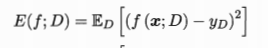 E(f; D) = 𝔼_D [(f(x; D) − y_D)²]